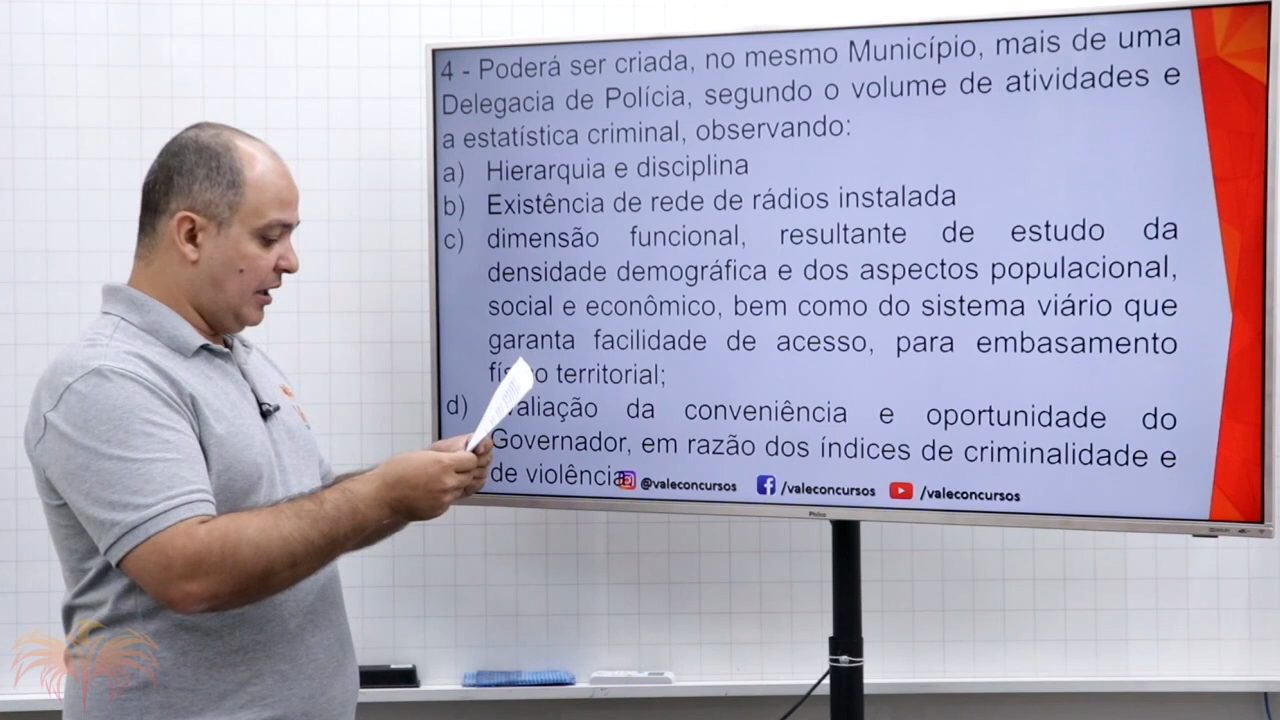 4 - Poderá ser criada, no mesmo Município, mais de uma
Delegacia de Polícia, segundo o volume de atividades e
a estatística criminal, observando:
a) Hierarquia e disciplina
b) Existência de rede de rádios instalada
c) dimensão funcional, resultante de estudo da
densidade demográfica e dos aspectos populacional,
social e econômico, bem como do sistema viário que
garanta facilidade de acesso, para embasamento
territorial;
d) da conveniência e oportunidade do
Governador, em razão dos índices de criminalidade e
de violência
@valeconcursos /valeconcursos /valeconcursos
Philco